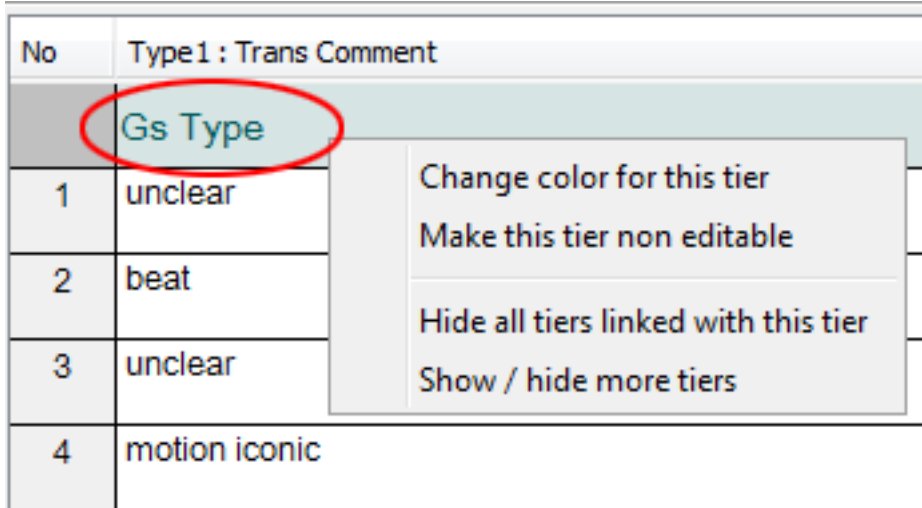 No Type1 : Trans Comment
Gs Type
Change color for this tier
1 unclear
Make this tier non editable
2 beat
Hide all tiers linked with this tier
3 unclear
Show / hide more tiers
4 motion iconic